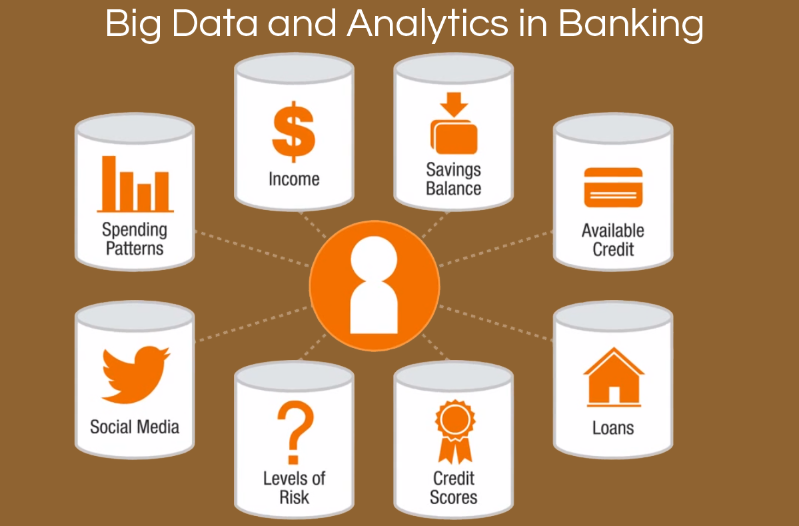 Big Data and Analytics in Banking
Income
Savings
Balance
Spending
Patterns
Available
Credit
Social Media
Loans
Levels of
Risk
Credit
Scores